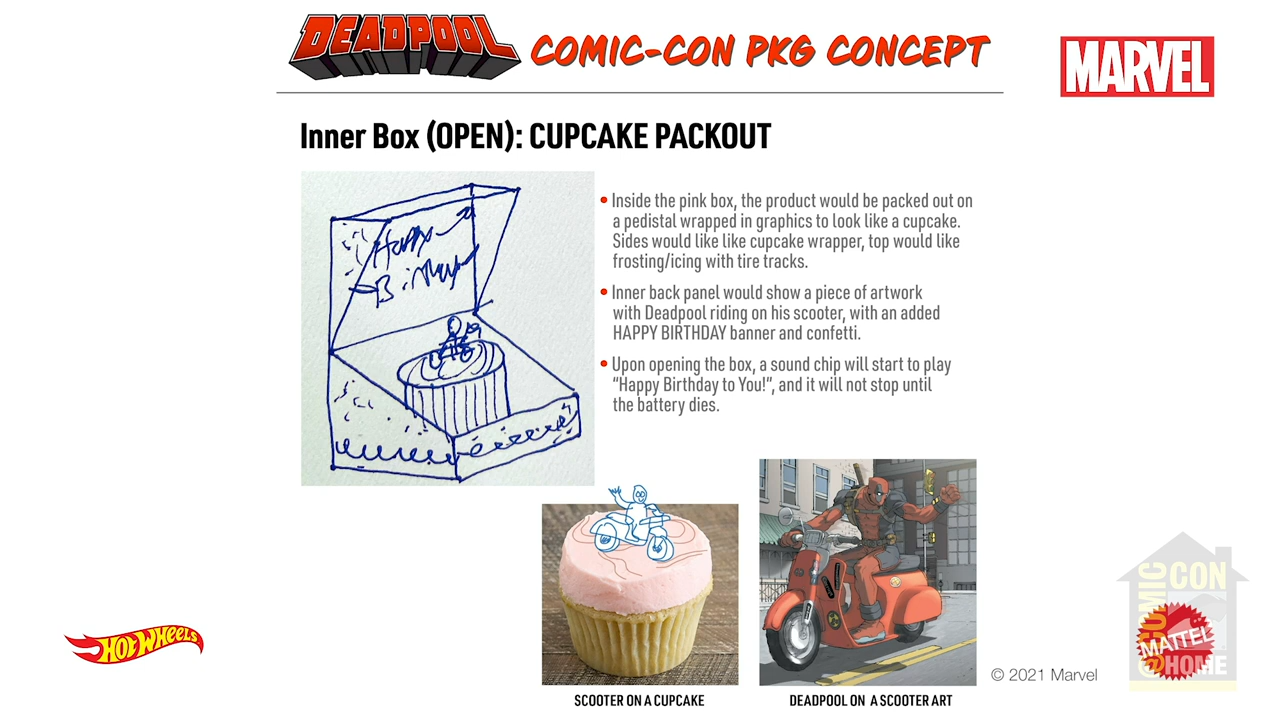 DEADPOOL COMIC-CON PKG CONCEPT
MARVEL
Inner Box (OPEN): CUPCAKE PACKOUT
Happy
Birthday
• Inside the pink box, the product would be packed out on
a pedistal wrapped in graphics to look like a cupcake.
Sides would like like cupcake wrapper, top would like
frosting/icing with tire tracks.
• Inner back panel would show a piece of artwork
with Deadpool riding on his scooter, with an added
HAPPY BIRTHDAY banner and confetti.
• Upon opening the box, a sound chip will start to play
“Happy Birthday to You!”, and it will not stop until
the battery dies.
SCOOTER ON A CUPCAKE
DEADPOOL ON A SCOOTER ART
© 2021 Marvel
HOT WHEELS
COMIC CON
@HOME
MATTEL